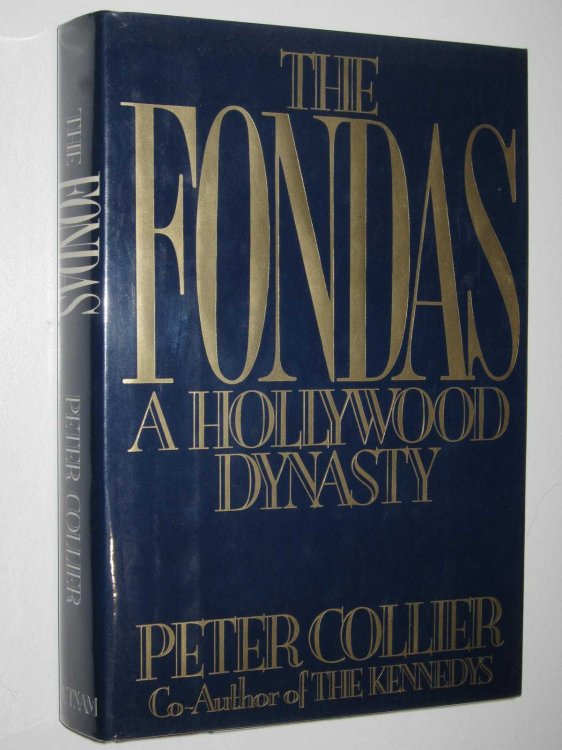 THE
FONDAS
A HOLLYWOOD
DYNASTY
PETER COLLIER
Co-Author of THE KENNEDYS
THE FONDAS
PETER COLLIER